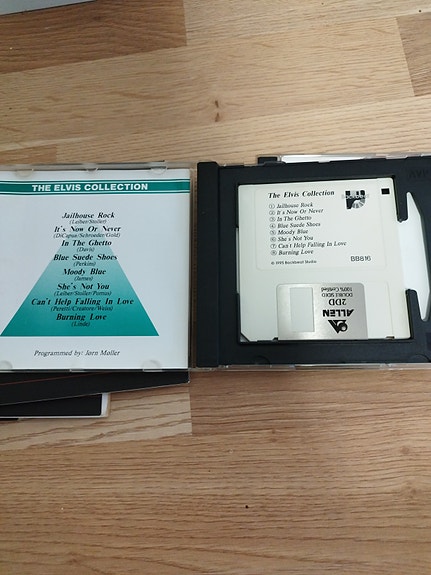 THE ELVIS COLLECTION
Jailhouse Rock
(Leiber/Stoller)
It's Now Or Never
(DiCapua/Schroeder/Gold)
In The Ghetto
(Davis)
Blue Suede Shoes
(Perkins)
Moody Blue
(James)
She's Not You
(Leiber/Stoller/Pomus)
Can't Help Falling In Love
(Peretti/Creatore/Weiss)
Burning Love
(Linde)
Programmed by: Jørn Møller
The Elvis Collection
① Jailhouse Rock
② It's Now Or Never
③ In The Ghetto
④ Blue Suede Shoes
⑤ Moody Blue
⑥ She's Not You
⑦ Can't Help Falling In Love
⑧ Burning Love
© 1995 Rockbeat Studio
BB816
ALLEN
2DD
DOUBLE SIDED
100% Certified